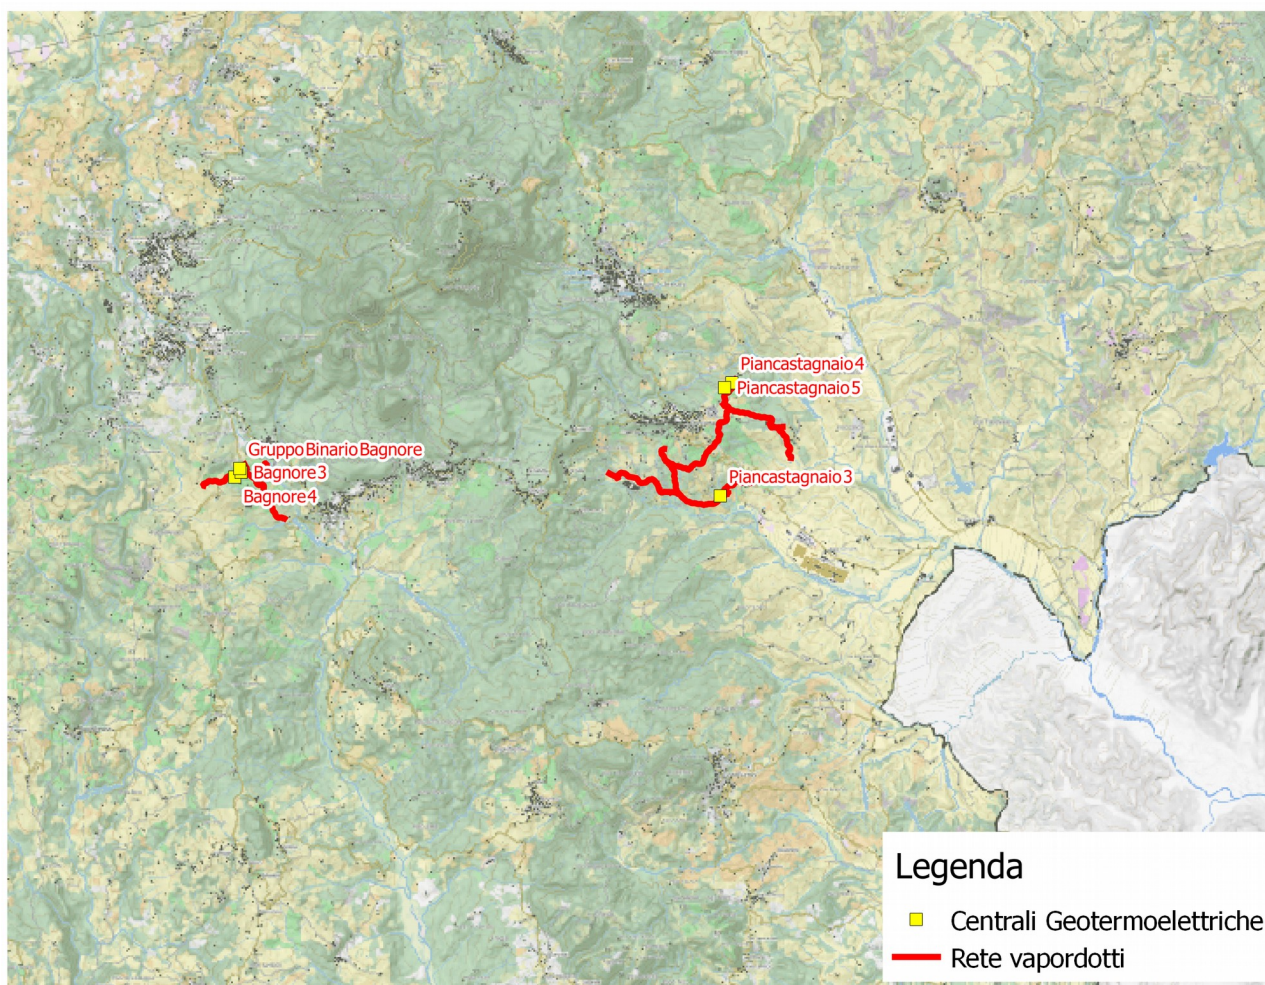 Piancastagnaio 4
Piancastagnaio 5
Gruppo Binario Bagnore
Bagnore 3
Bagnore 4
Piancastagnaio 3
Legenda
Centrali Geotermoelettriche
Rete vapordotti